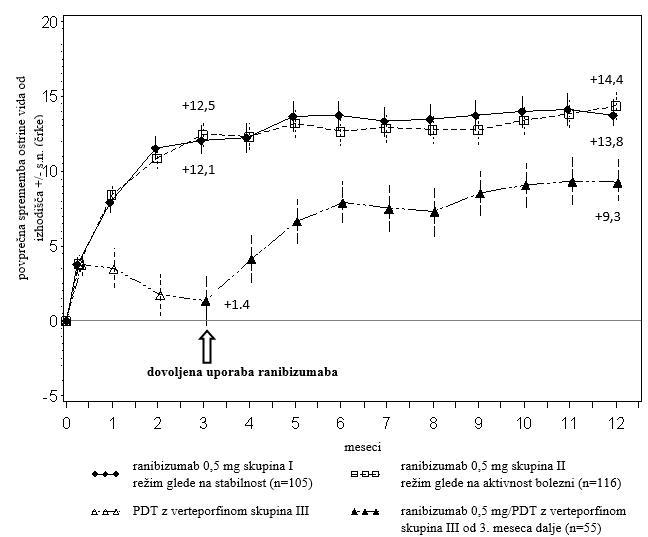 povprečna sprememba ostrine vida od
izhodišča +/- s.n. (črke)
20
15
10
5
0
-5
+12,5
+12,1
+14,4
+13,8
+9,3
+1.4
dovoljena uporaba ranibizumaba
0 1 2 3 4 5 6 7 8 9 10 11 12
meseci
ranibizumab 0,5 mg skupina I
režim glede na stabilnost (n=105)
ranibizumab 0,5 mg skupina II
režim glede na aktivnost bolezni (n=116)
PDT z verteporfinom skupina III
ranibizumab 0,5 mg/PDT z verteporfinom
skupina III od 3. meseca dalje (n=55)